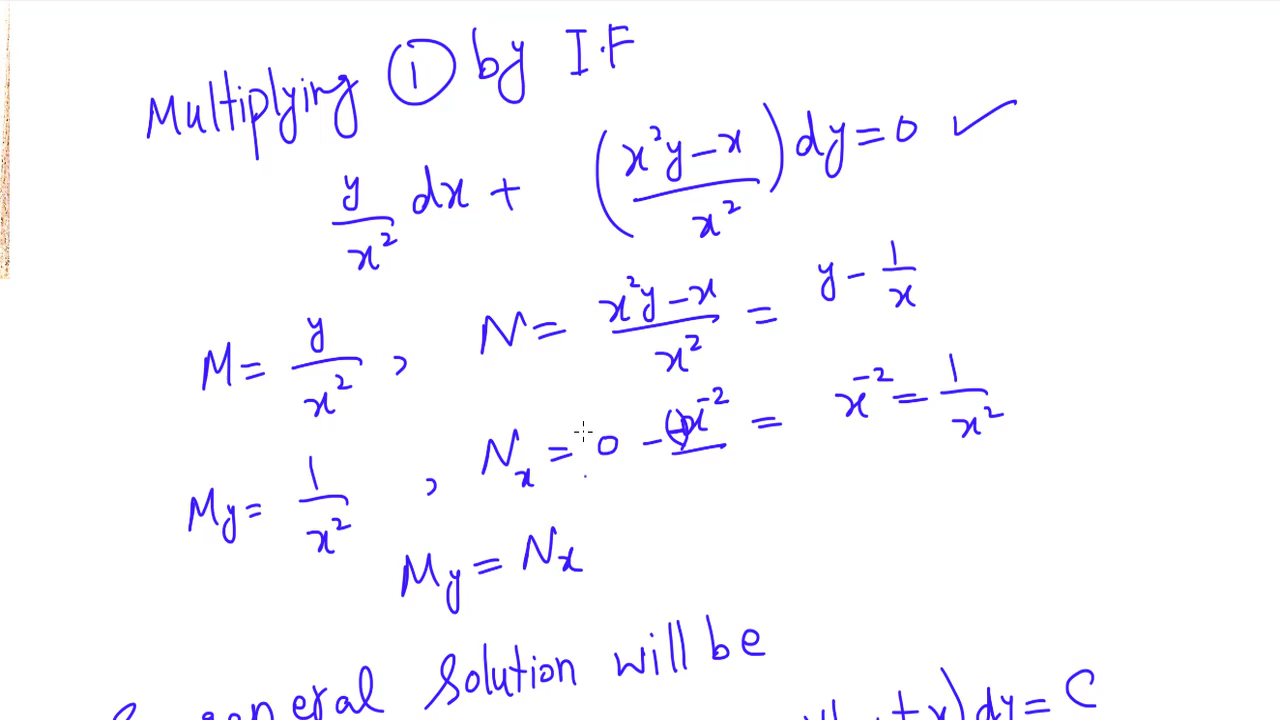 Multiplying ① by I.F
y/x² dx + (x²y-x/x²) dy = 0 ✓
M = y/x² , N = x²y-x/x² = y - 1/x
My = 1/x² , Nx = 0 - (-)x⁻² = x⁻² = 1/x²
My = Nx
general solution will be
x) dy = C